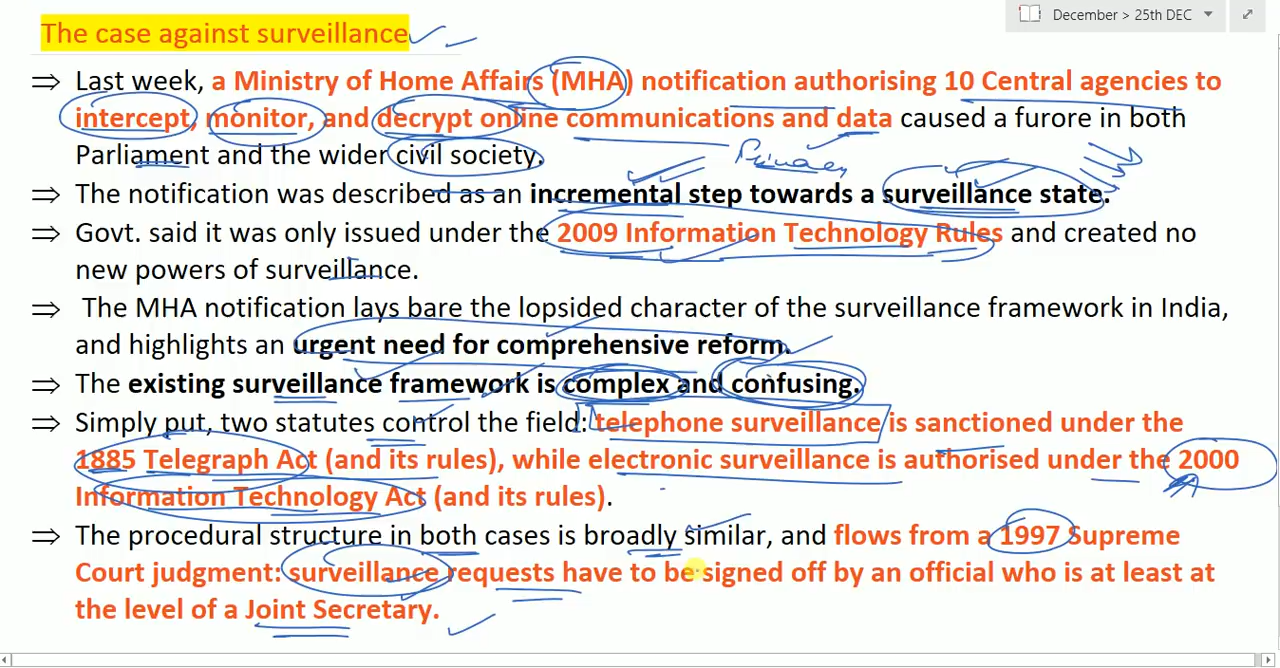 December > 25th DEC
The case against surveillance
⇒ Last week, a Ministry of Home Affairs (MHA) notification authorising 10 Central agencies to
intercept, monitor, and decrypt online communications and data caused a furore in both
Parliament and the wider civil society.
Privacy
⇒ The notification was described as an incremental step towards a surveillance state.
⇒ Govt. said it was only issued under the 2009 Information Technology Rules and created no
new powers of surveillance.
⇒ The MHA notification lays bare the lopsided character of the surveillance framework in India,
and highlights an urgent need for comprehensive reform.
⇒ The existing surveillance framework is complex and confusing.
⇒ Simply put, two statutes control the field: telephone surveillance is sanctioned under the
1885 Telegraph Act (and its rules), while electronic surveillance is authorised under the 2000
Information Technology Act (and its rules).
⇒ The procedural structure in both cases is broadly similar, and flows from a 1997 Supreme
Court judgment: surveillance requests have to be signed off by an official who is at least at
the level of a Joint Secretary.